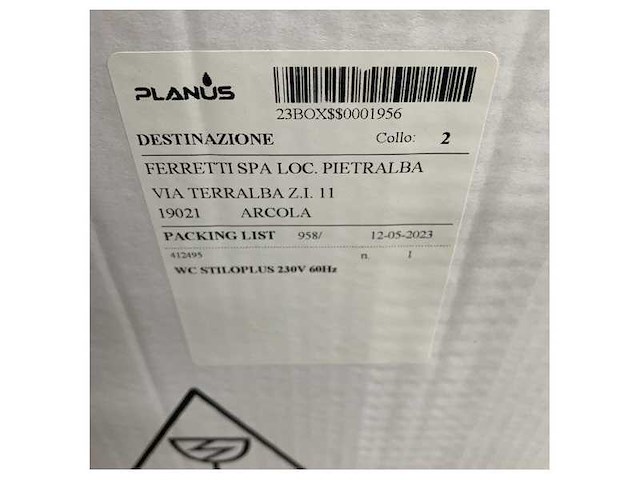 PLANUS
23BOX$$0001956
DESTINAZIONE Collo: 2
FERRETTI SPA LOC. PIETRALBA
VIA TERRALBA Z.I. 11
19021 ARCOLA
PACKING LIST 958/ 12-05-2023
412495 n. 1
WC STILOPLUS 230V 60Hz